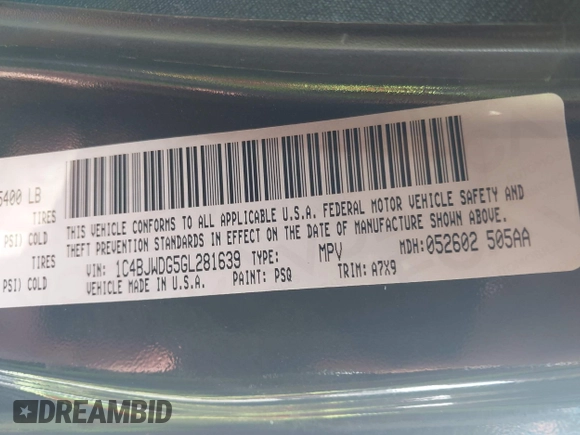 5400 LB
TIRES
PSI) COLD
TIRES
PSI) COLD
THIS VEHICLE CONFORMS TO ALL APPLICABLE U.S.A. FEDERAL MOTOR VEHICLE SAFETY AND
THEFT PREVENTION STANDARDS IN EFFECT ON THE DATE OF MANUFACTURE SHOWN ABOVE.
VIN: 1C4BJWDG5GL281639 TYPE: MPV MDH: 052602 505AA
VEHICLE MADE IN U.S.A. PAINT: PSQ TRIM: A7X9
DREAMBID